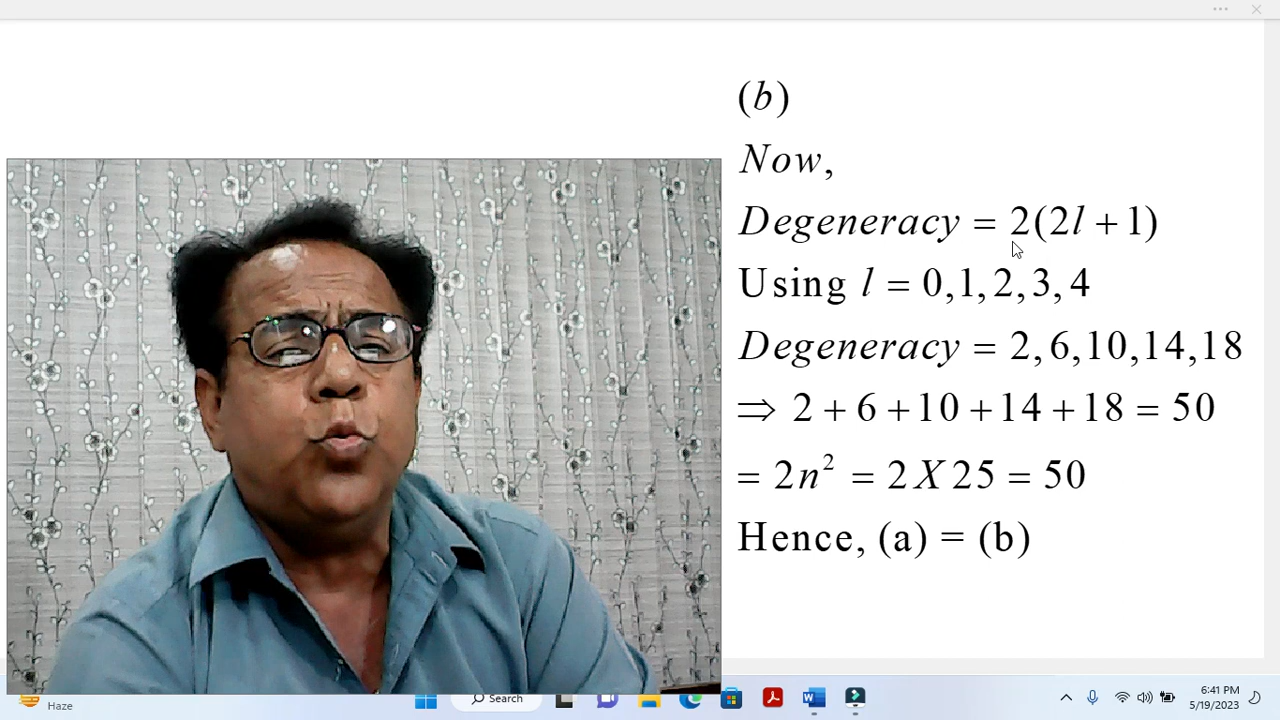 (b)
Now,
Degeneracy = 2(2l + 1)
Using l = 0,1,2,3,4
Degeneracy = 2,6,10,14,18
⇒ 2 + 6 + 10 + 14 + 18 = 50
= 2n² = 2 X 25 = 50
Hence, (a) = (b)
Haze
Search
6:41 PM
5/19/2023